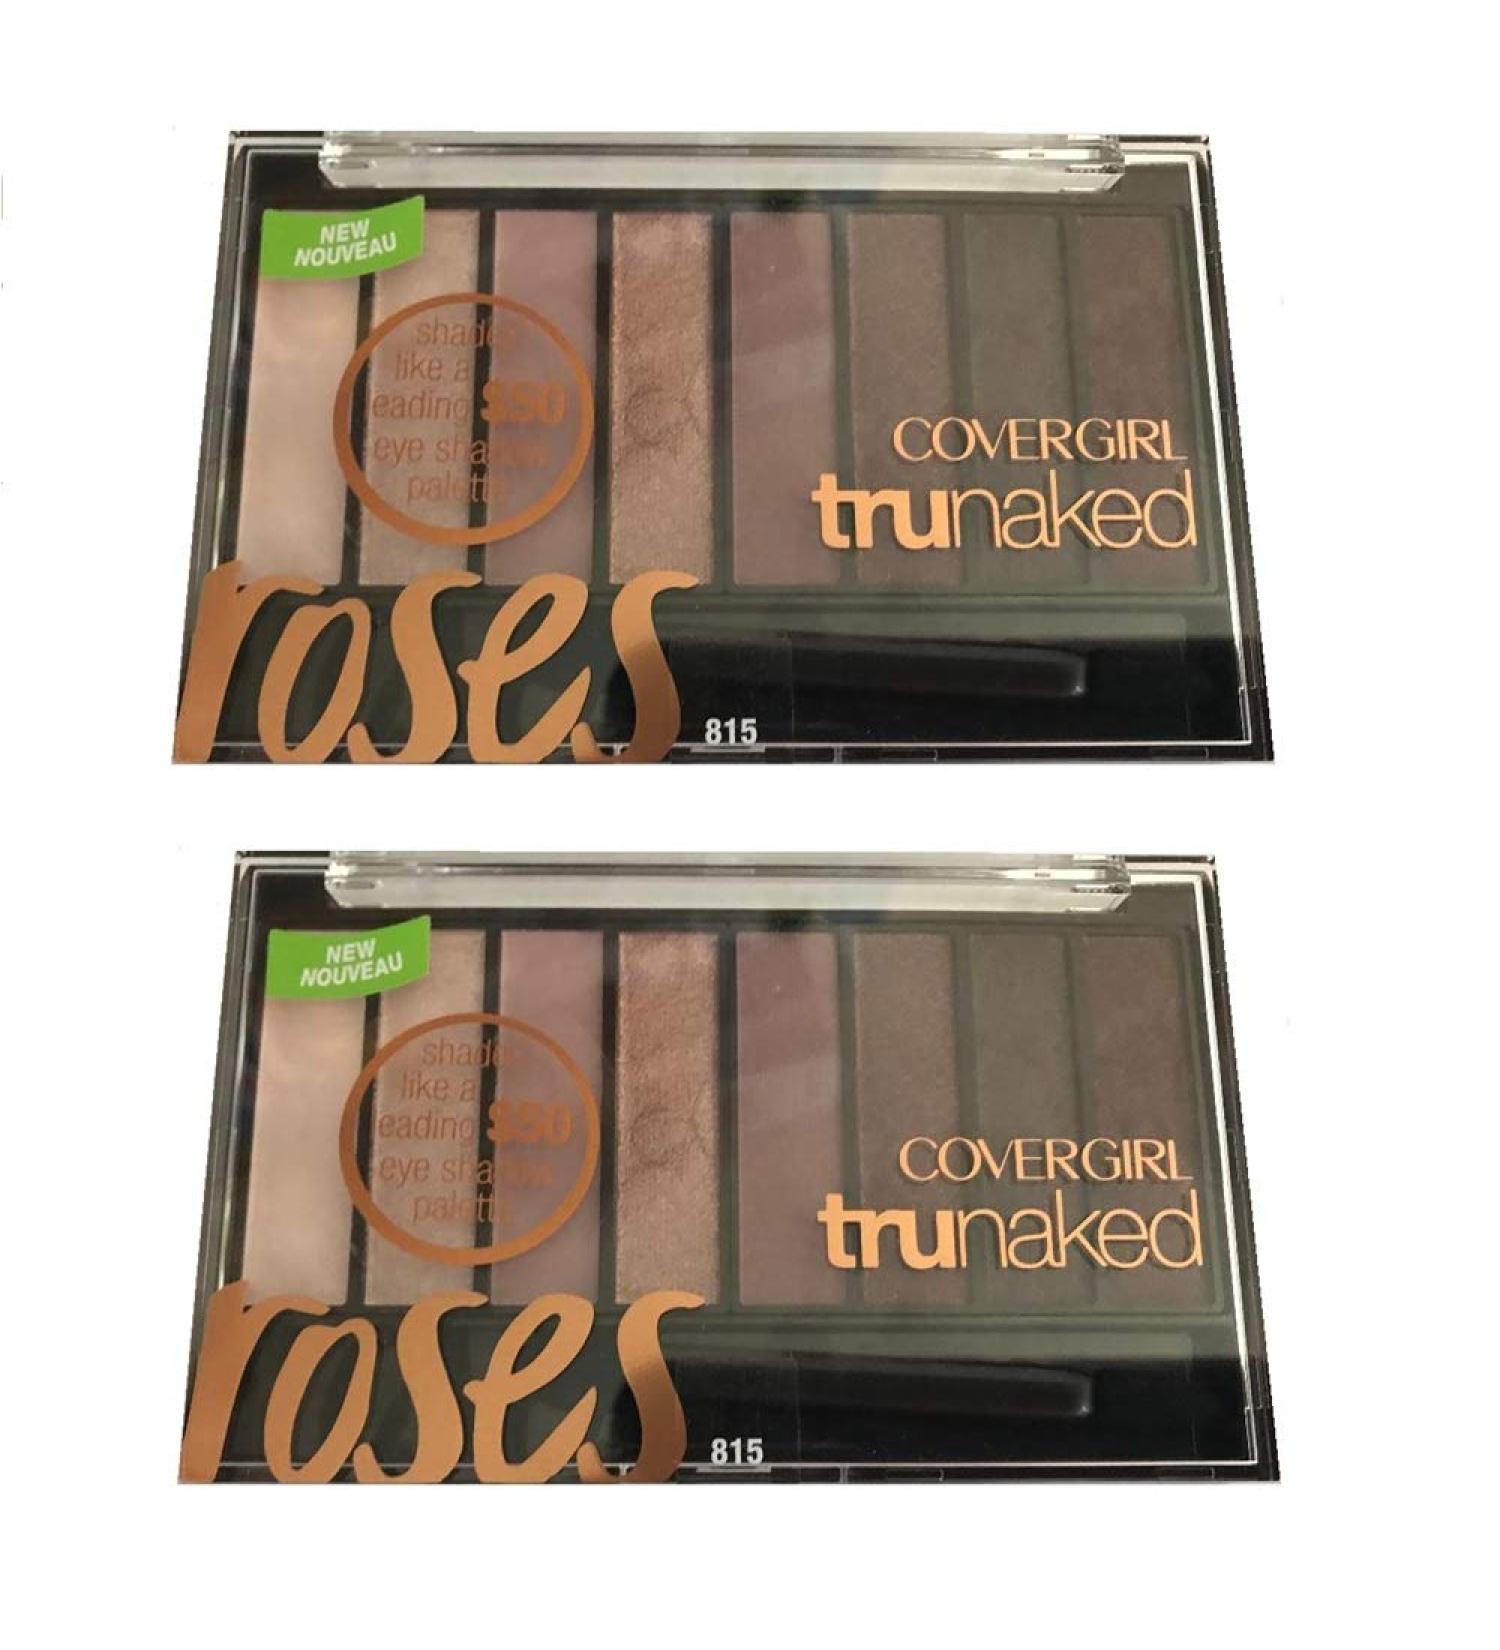 NEW
NOUVEAU
shades
like a
leading $50
eye shadow
palette
COVERGIRL
trunaked
roses
815
NEW
NOUVEAU
shades
like a
leading $50
eye shadow
palette
COVERGIRL
trunaked
roses
815